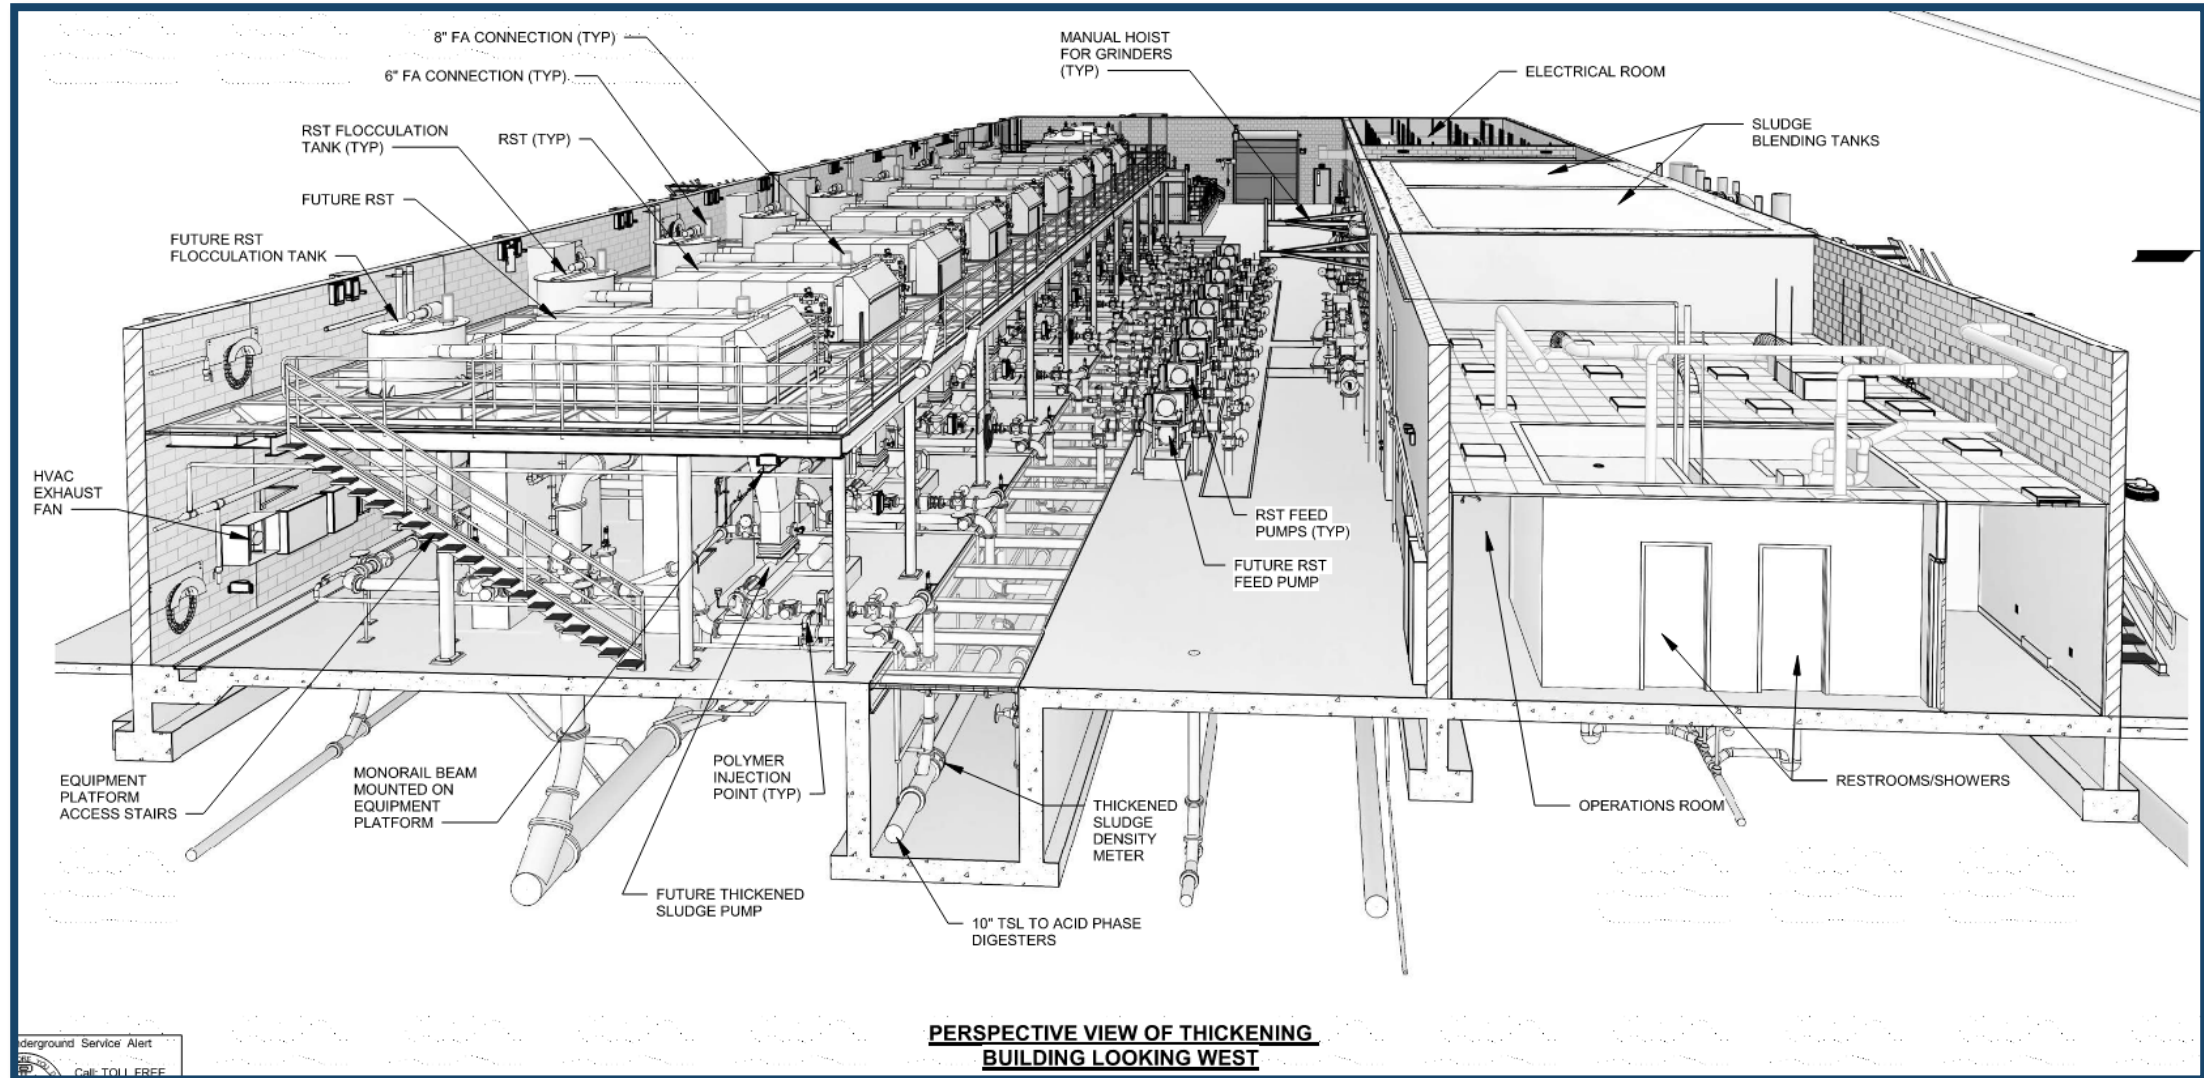 8" FA CONNECTION (TYP)
6" FA CONNECTION (TYP).
RST FLOCCULATION
TANK (TYP)
RST (TYP)
FUTURE RST
FUTURE RST
FLOCCULATION TANK
MANUAL HOIST
FOR GRINDERS
(TYP)
ELECTRICAL ROOM
SLUDGE
BLENDING TANKS
HVAC
EXHAUST
FAN
RST FEED
PUMPS (TYP)
FUTURE RST
FEED PUMP
EQUIPMENT
PLATFORM
ACCESS STAIRS
MONORAIL BEAM
MOUNTED ON
EQUIPMENT
PLATFORM
POLYMER
INJECTION
POINT (TYP)
FUTURE THICKENED
SLUDGE PUMP
THICKENED
SLUDGE
DENSITY
METER
10" TSL TO ACID PHASE
DIGESTERS
OPERATIONS ROOM
RESTROOMS/SHOWERS
PERSPECTIVE VIEW OF THICKENING
BUILDING LOOKING WEST
Service Alert
Call: TOLL FREE